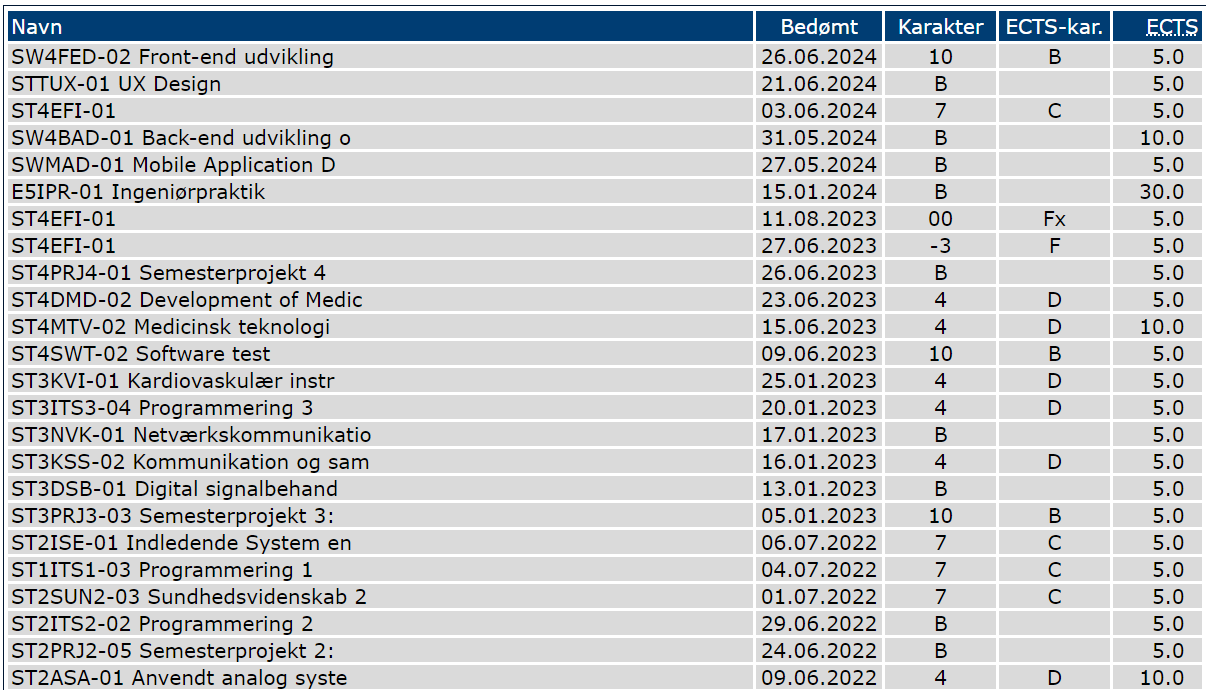 Navn Bedømt Karakter ECTS-kar. ECTS
SW4FED-02 Front-end udvikling 26.06.2024 10 B 5.0
STTUX-01 UX Design 21.06.2024 B 5.0
ST4EFI-01 03.06.2024 7 C 5.0
SW4BAD-01 Back-end udvikling o 31.05.2024 B 10.0
SWMAD-01 Mobile Application D 27.05.2024 B 5.0
E5IPR-01 Ingeniørpraktik 15.01.2024 B 30.0
ST4EFI-01 11.08.2023 00 Fx 5.0
ST4EFI-01 27.06.2023 -3 F 5.0
ST4PRJ4-01 Semesterprojekt 4 26.06.2023 B 5.0
ST4DMD-02 Development of Medic 23.06.2023 4 D 5.0
ST4MTV-02 Medicinsk teknologi 15.06.2023 4 D 10.0
ST4SWT-02 Software test 09.06.2023 10 B 5.0
ST3KVI-01 Kardiovaskulær instr 25.01.2023 4 D 5.0
ST3ITS3-04 Programmering 3 20.01.2023 4 D 5.0
ST3NVK-01 Netværkskommunikatio 17.01.2023 B 5.0
ST3KSS-02 Kommunikation og sam 16.01.2023 4 D 5.0
ST3DSB-01 Digital signalbehand 13.01.2023 B 5.0
ST3PRJ3-03 Semesterprojekt 3: 05.01.2023 10 B 5.0
ST2ISE-01 Indledende System en 06.07.2022 7 C 5.0
ST1ITS1-03 Programmering 1 04.07.2022 7 C 5.0
ST2SUN2-03 Sundhedsvidenskab 2 01.07.2022 7 C 5.0
ST2ITS2-02 Programmering 2 29.06.2022 B 5.0
ST2PRJ2-05 Semesterprojekt 2: 24.06.2022 B 5.0
ST2ASA-01 Anvendt analog syste 09.06.2022 4 D 10.0